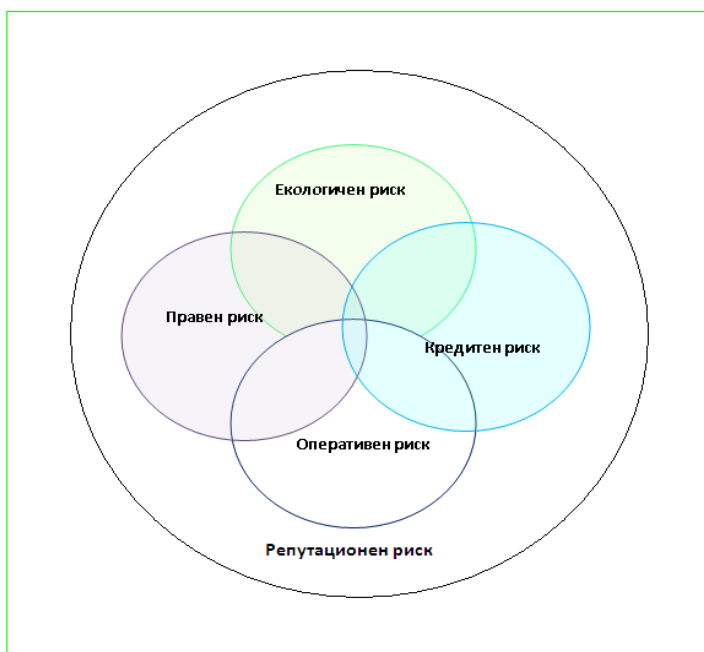 Екологичен риск
Правен риск
Кредитен риск
Оперативен риск
Репутационен риск